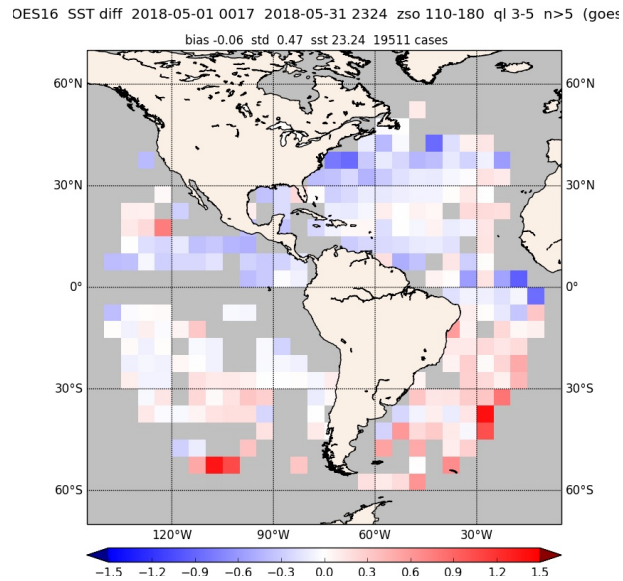 OES16 SST diff 2018-05-01 0017 2018-05-31 2324 zso 110-180 ql 3-5 n>5 (goes
bias -0.06 std 0.47 sst 23.24 19511 cases
60°N 60°N
30°N 30°N
0° 0°
30°S 30°S
60°S 60°S
120°W 90°W 60°W 30°W
−1.5 −1.2 −0.9 −0.6 −0.3 0.0 0.3 0.6 0.9 1.2 1.5